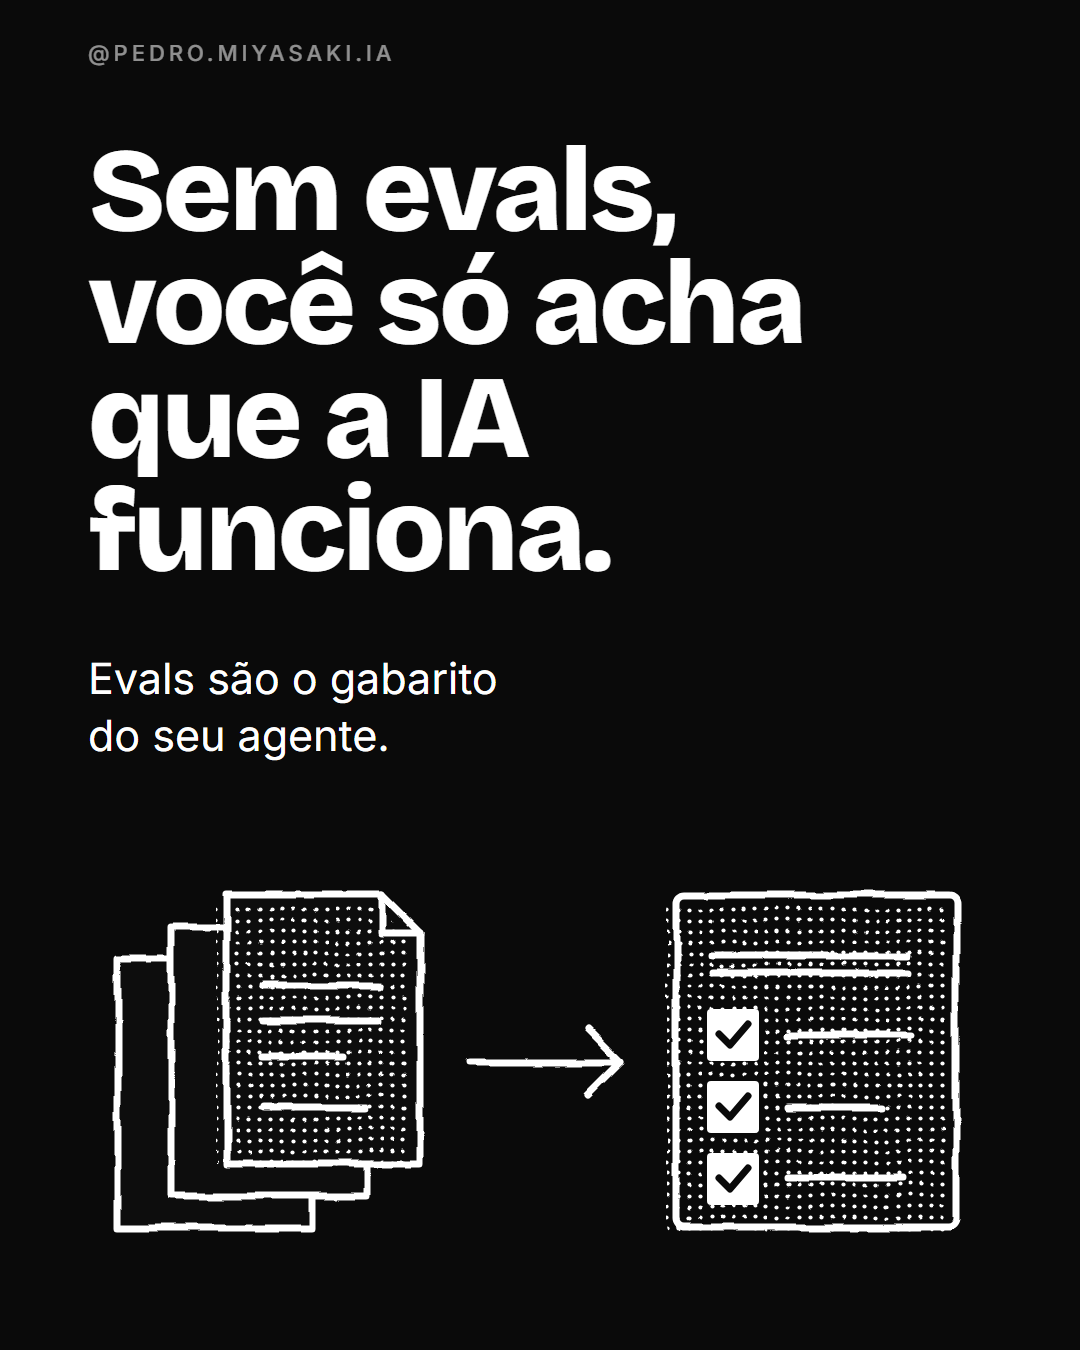 @PEDRO.MIYASAKI.IA
Sem evals,
você só acha
que a IA
funciona.
Evals são o gabarito
do seu agente.